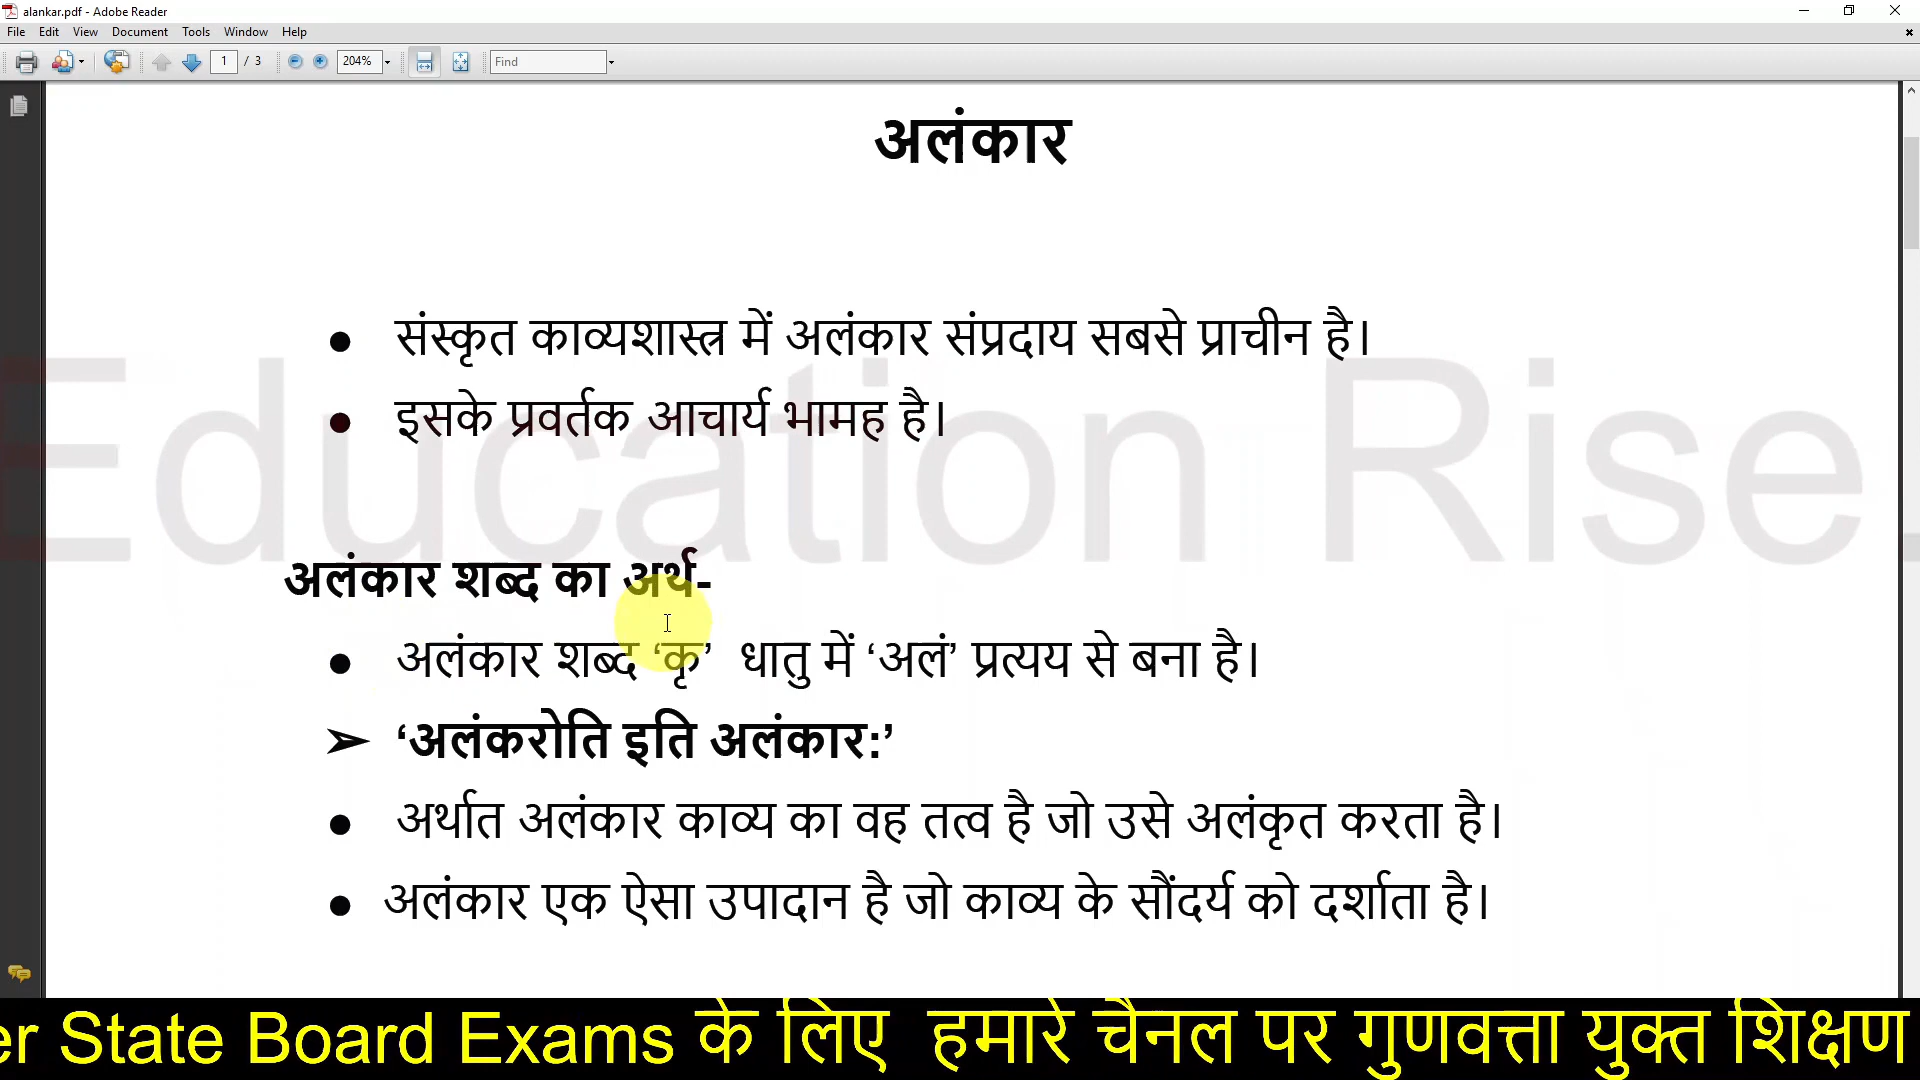 alankar.pdf - Adobe Reader
File Edit View Document Tools Window Help
1 / 3 204% Find
अलंकार
● संस्कृत काव्यशास्त्र में अलंकार संप्रदाय सबसे प्राचीन है।
● इसके प्रवर्तक आचार्य भामह है।
Education Rise
अलंकार शब्द का अर्थ-
● अलंकार शब्द ‘कृ’ धातु में ‘अलं’ प्रत्यय से बना है।
➢ ‘अलंकरोति इति अलंकार:’
● अर्थात अलंकार काव्य का वह तत्व है जो उसे अलंकृत करता है।
● अलंकार एक ऐसा उपादान है जो काव्य के सौंदर्य को दर्शाता है।
er State Board Exams के लिए हमारे चैनल पर गुणवत्ता युक्त शिक्षण